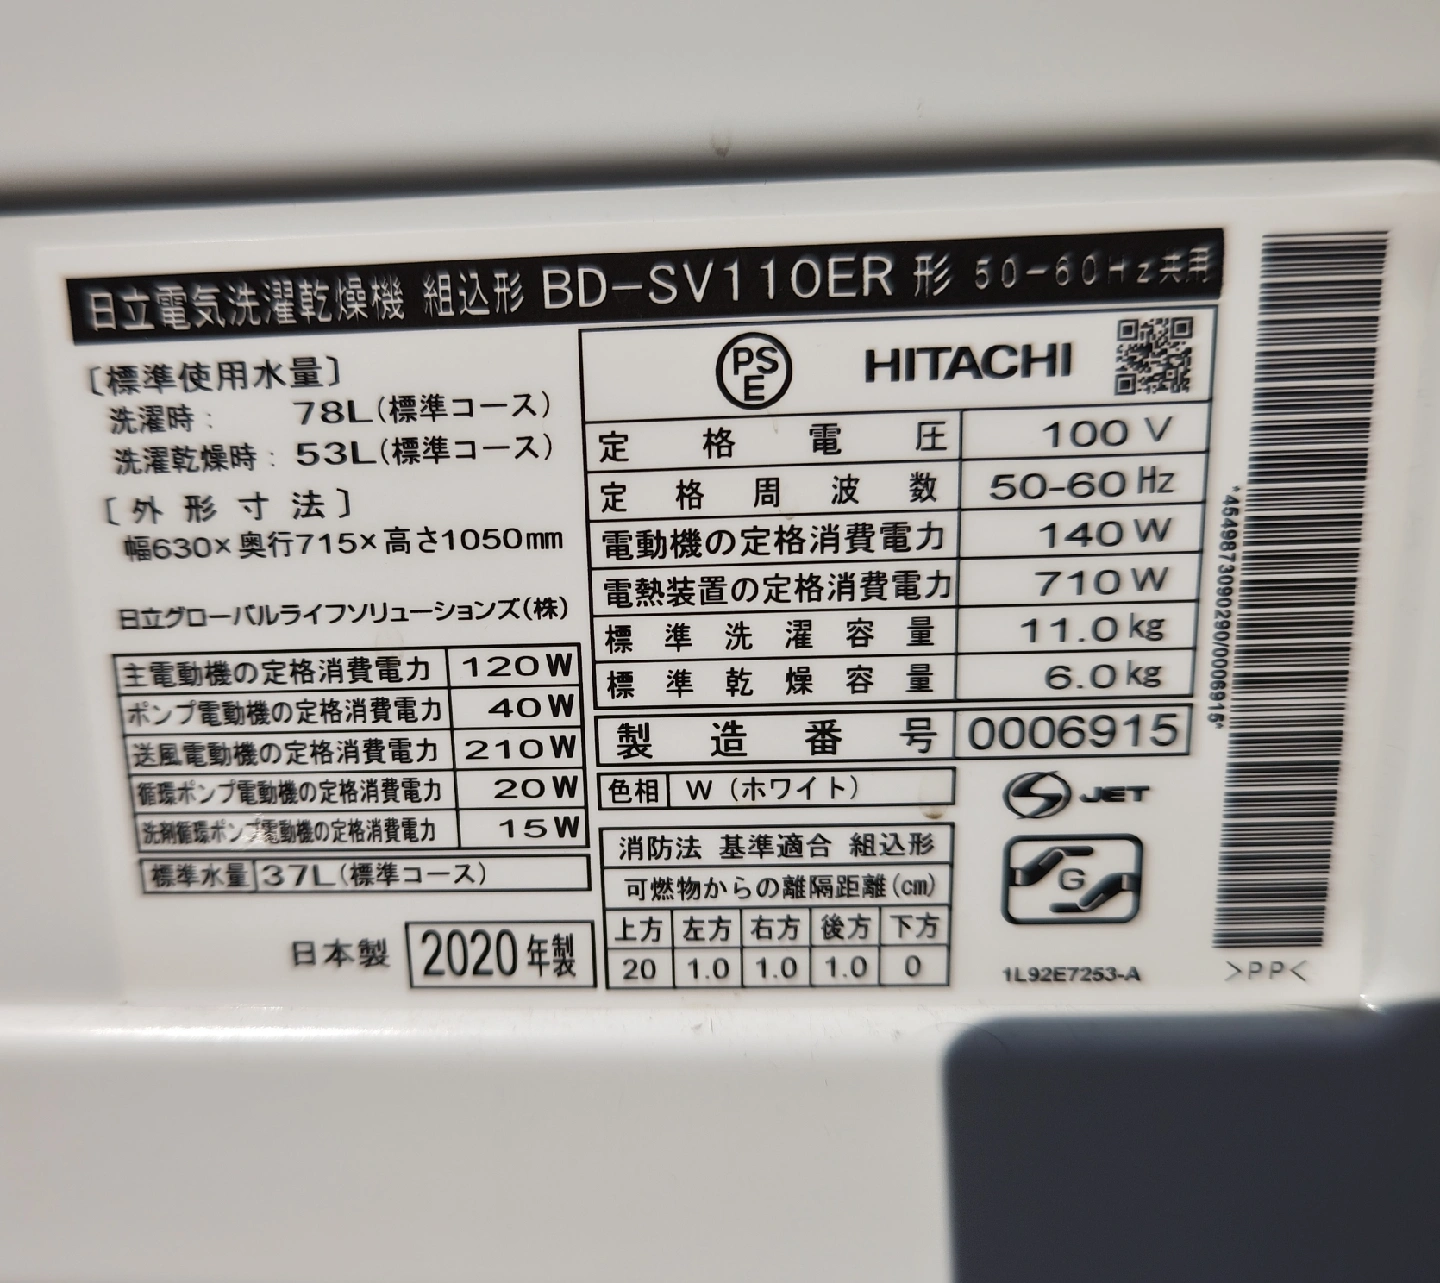 日立電気洗濯乾燥機 組込形 BD-SV110ER 形 50-60Hz共用
[標準使用水量]
洗濯時: 78L(標準コース)
洗濯乾燥時: 53L(標準コース)
[外形寸法]
幅630×奥行715×高さ1050mm
日立グローバルライフソリューションズ(株)
主電動機の定格消費電力 120W
ポンプ電動機の定格消費電力 40W
送風電動機の定格消費電力 210W
循環ポンプ電動機の定格消費電力 20W
洗剤循環ポンプ電動機の定格消費電力 15W
標準水量 37L(標準コース)
日本製 2020年製
PSE HITACHI
定格電圧 100V
定格周波数 50-60Hz
電動機の定格消費電力 140W
電熱装置の定格消費電力 710W
標準洗濯容量 11.0kg
標準乾燥容量 6.0kg
製造番号 0006915
色相 W(ホワイト)
消防法 基準適合 組込形
可燃物からの離隔距離(cm)
上方 左方 右方 後方 下方
20 1.0 1.0 1.0 0
S JET
G
1L92E7253-A
*4549873090290/0006915*
>PP<